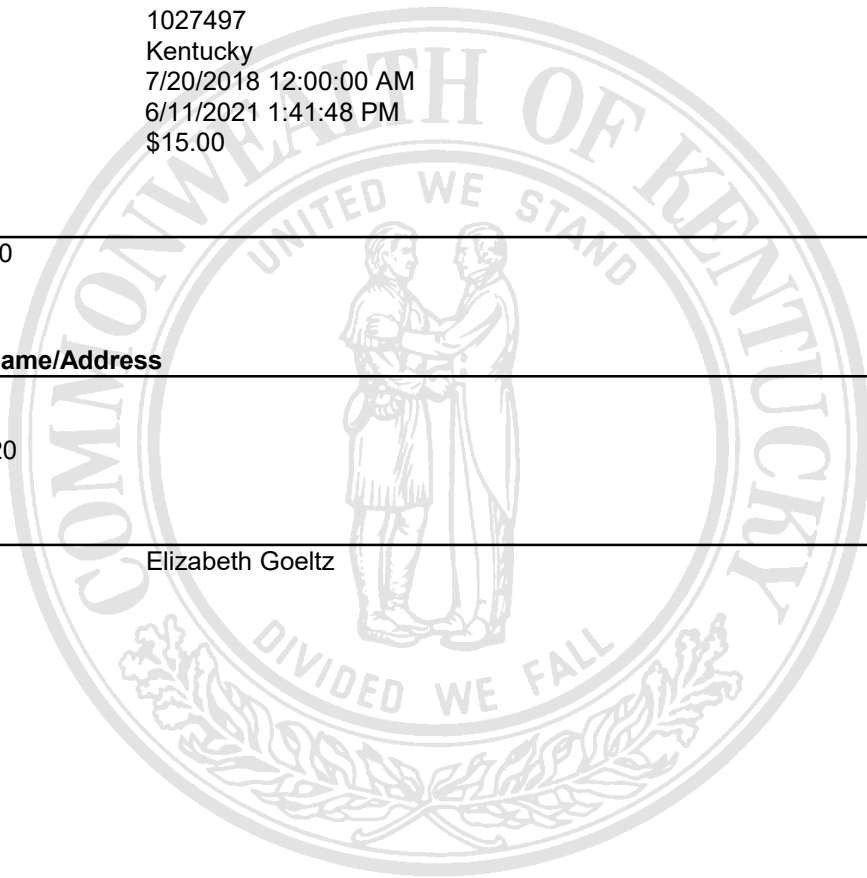 1027497
Kentucky
7/20/2018 12:00:00 AM
6/11/2021 1:41:48 PM
$15.00
COMMONWEALTH OF KENTUCKY
UNITED WE STAND
0
ame/Address
20
Elizabeth Goeltz
DIVIDED WE FALL